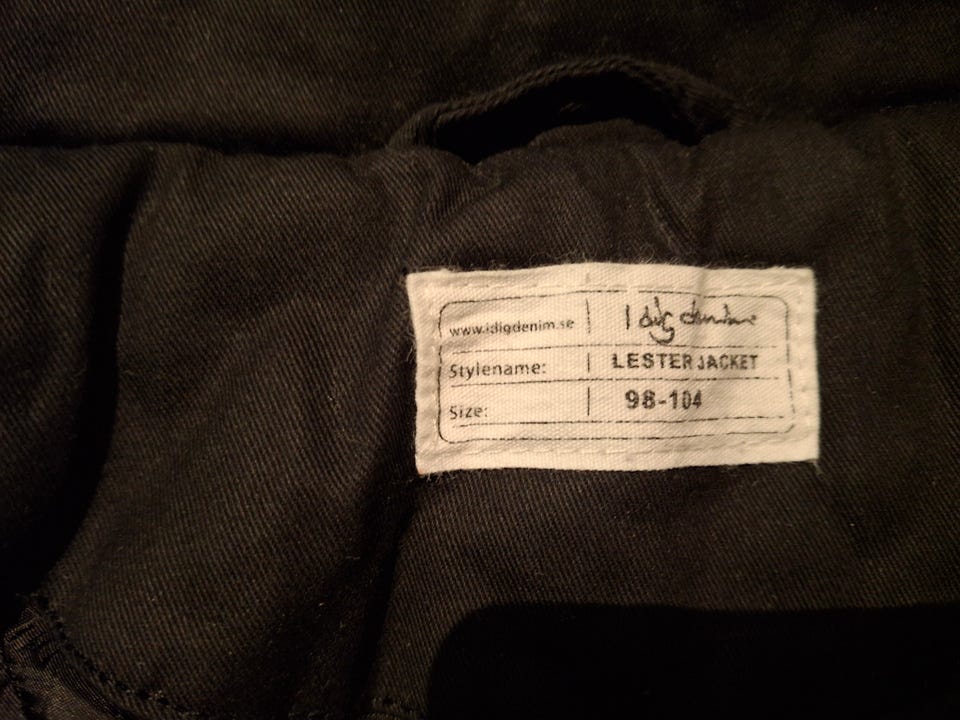 www.idigdenim.se | I dig denim
Stylename: | LESTER JACKET
Size: | 98-104